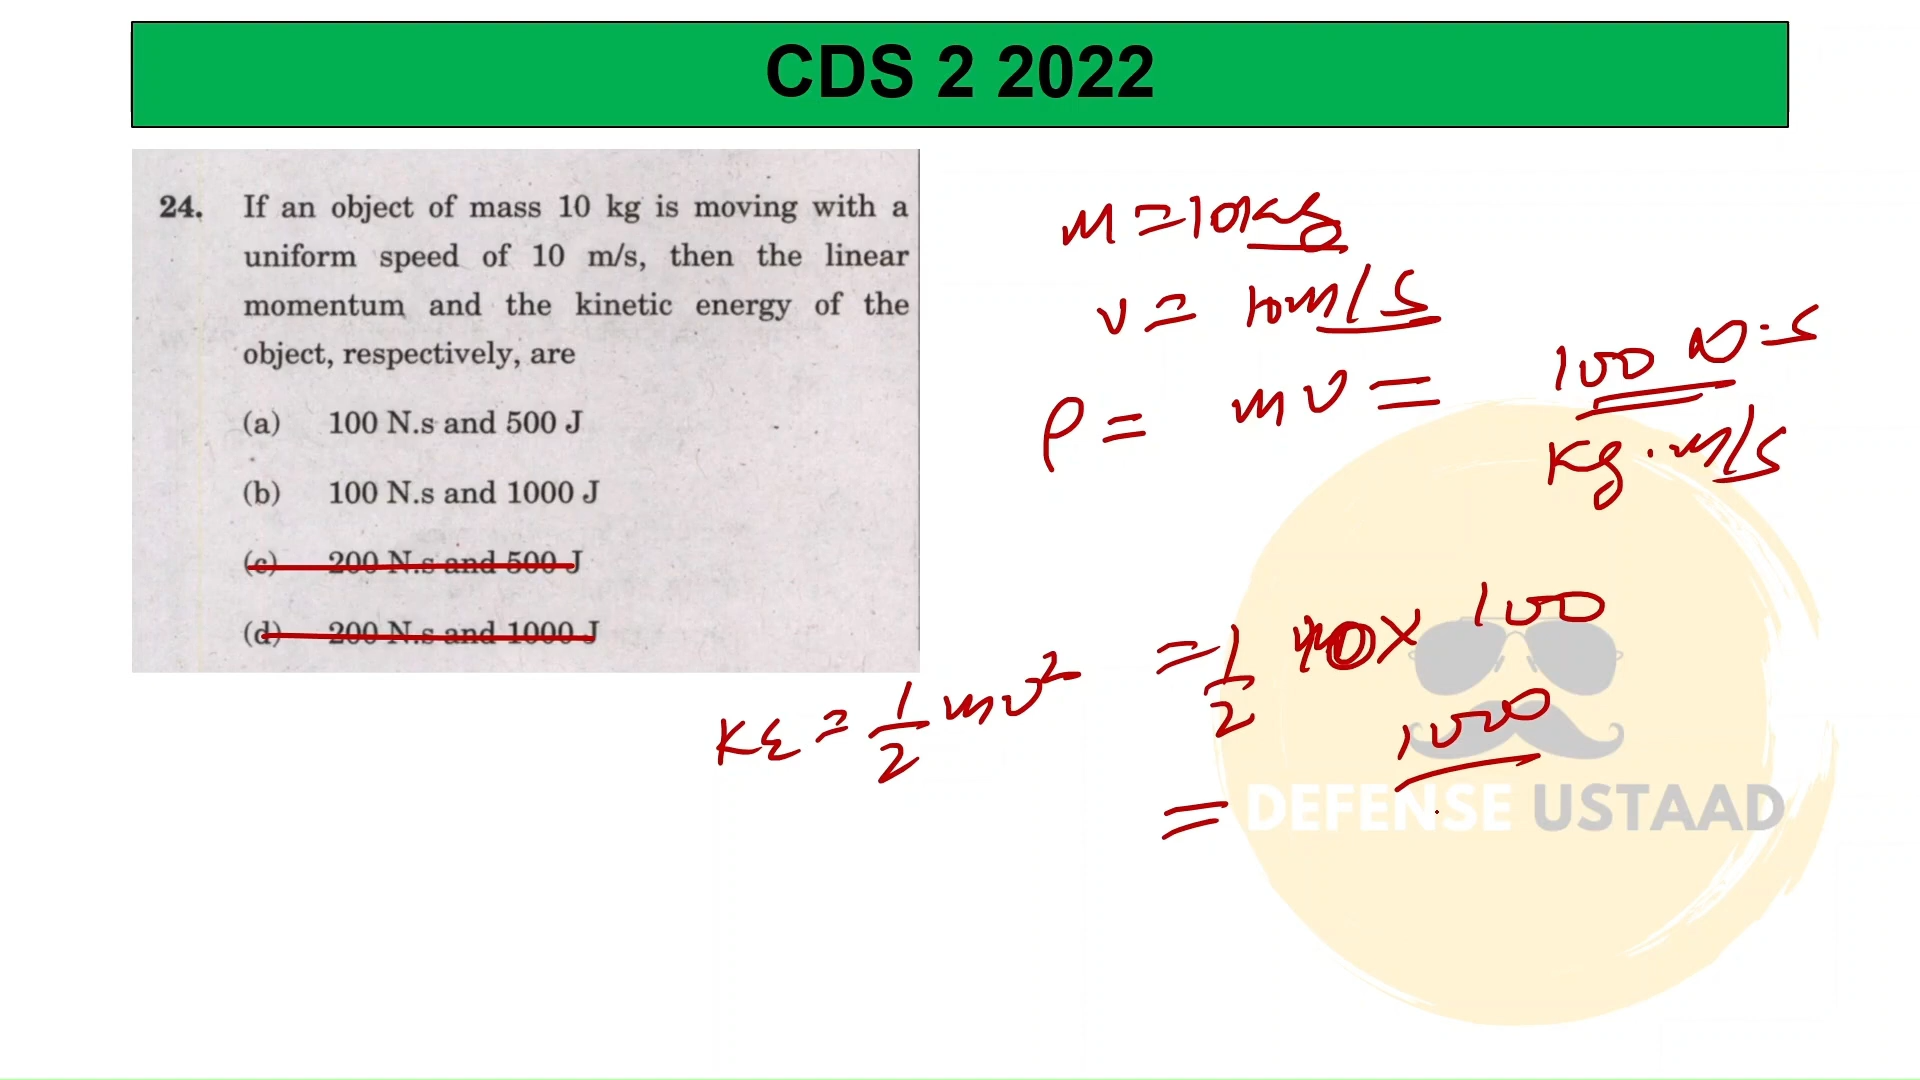 CDS 2 2022
24. If an object of mass 10 kg is moving with a
uniform speed of 10 m/s, then the linear
momentum and the kinetic energy of the
object, respectively, are
(a) 100 N.s and 500 J
(b) 100 N.s and 1000 J
(c) 200 N.s and 500 J
(d) 200 N.s and 1000 J
M = 10kg
v = 10m/s
P = mv = 100 N.s
kg.m/s
KE = 1/2 mv² = 1/2 10 x 100
1000
=
DEFENSE USTAAD